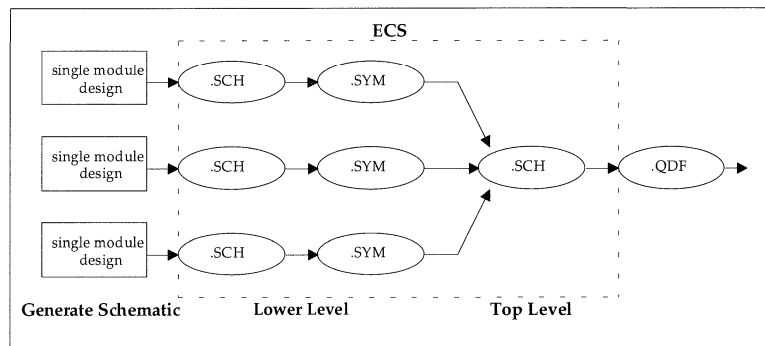 ECS
single module
design
.SCH
.SYM
single module
design
.SCH
.SYM
.SCH
.QDF
single module
design
.SCH
.SYM
Generate Schematic
Lower Level
Top Level